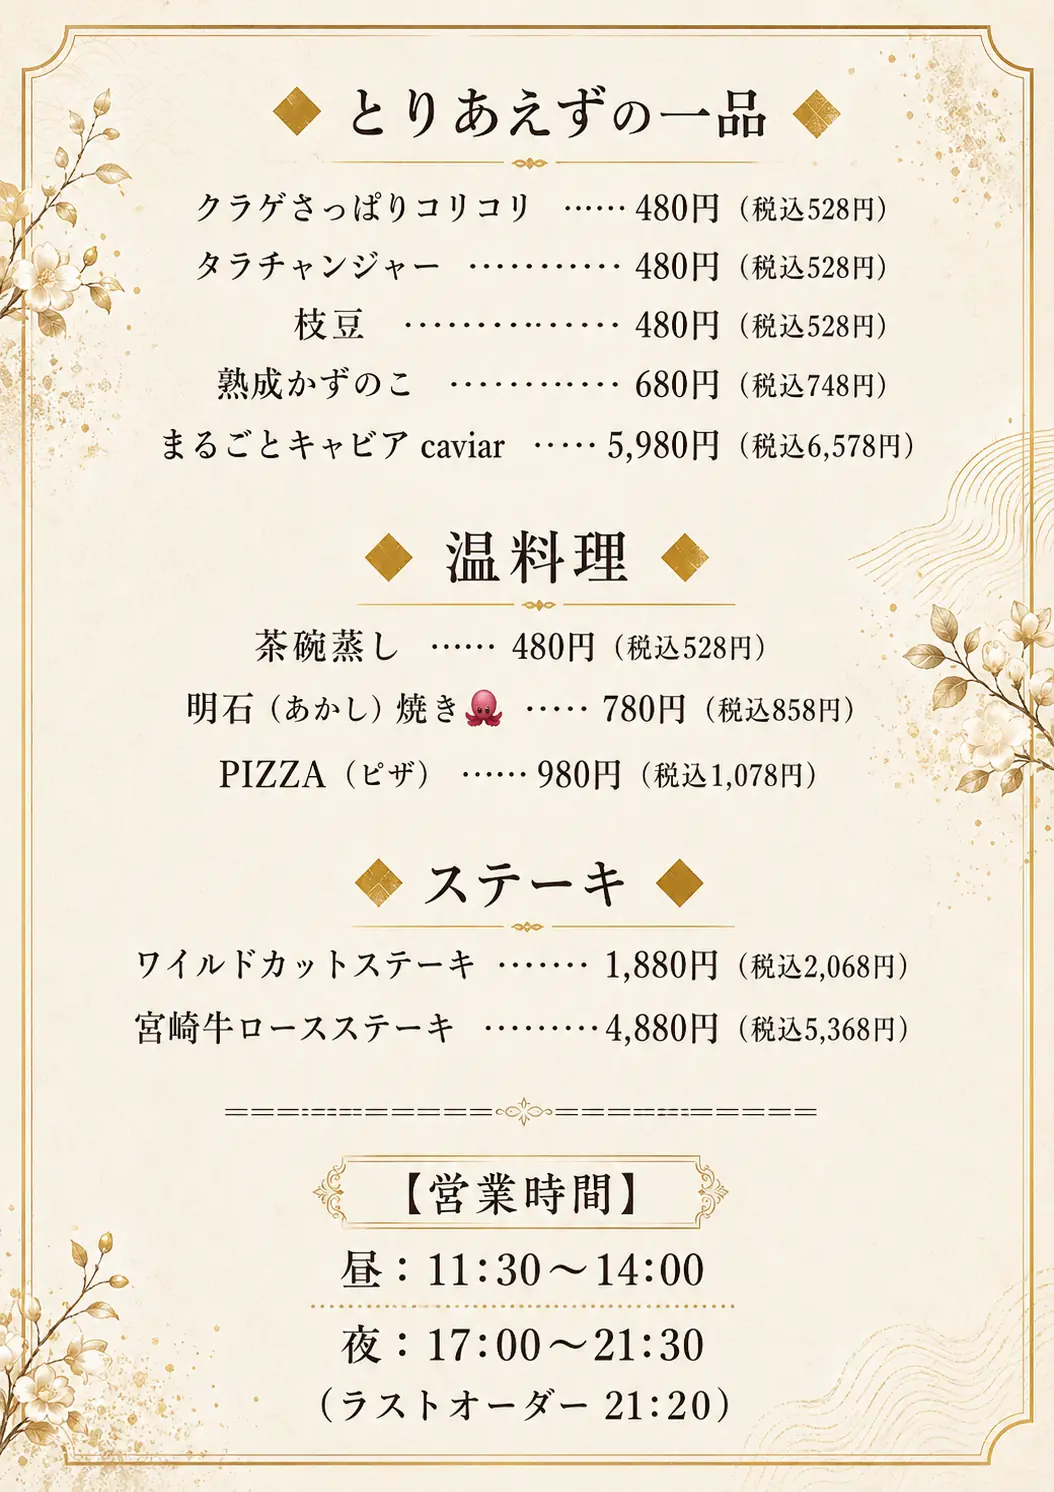 ◆ とりあえずの一品 ◆
クラゲさっぱりコリコリ …… 480円（税込528円）
タラチャンジャー ………… 480円（税込528円）
枝豆 ………………… 480円（税込528円）
熟成かずのこ …………… 680円（税込748円）
まるごとキャビア caviar ····· 5,980円（税込6,578円）
◆ 温料理 ◆
茶碗蒸し …… 480円（税込528円）
明石（あかし）焼き🐙 ····· 780円（税込858円）
PIZZA（ピザ） …… 980円（税込1,078円）
◆ ステーキ ◆
ワイルドカットステーキ ······· 1,880円（税込2,068円）
宮崎牛ロースステーキ ………4,880円（税込5,368円）
【営業時間】
昼：11:30〜14:00
夜：17:00〜21:30
（ラストオーダー 21:20）